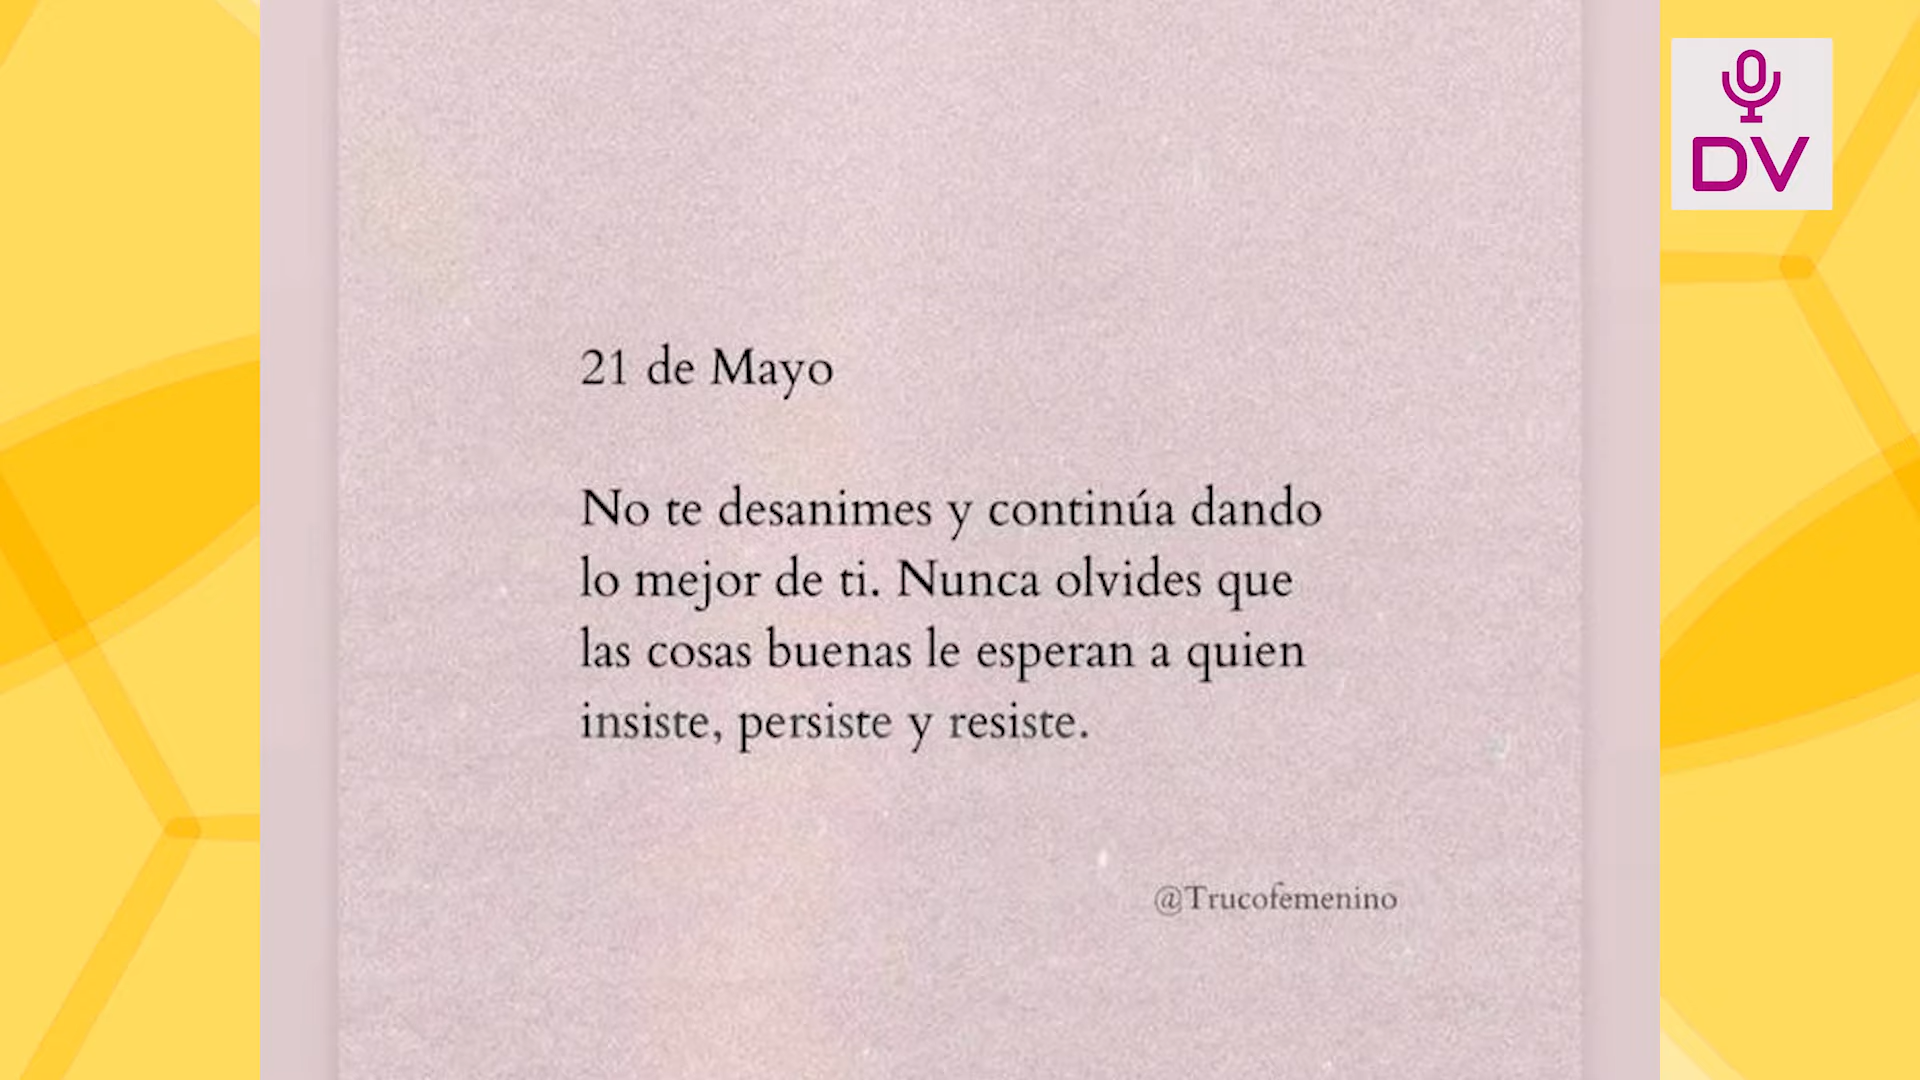 DV
21 de Mayo
No te desanimes y continúa dando
lo mejor de ti. Nunca olvides que
las cosas buenas le esperan a quien
insiste, persiste y resiste.
@Trucofemenino